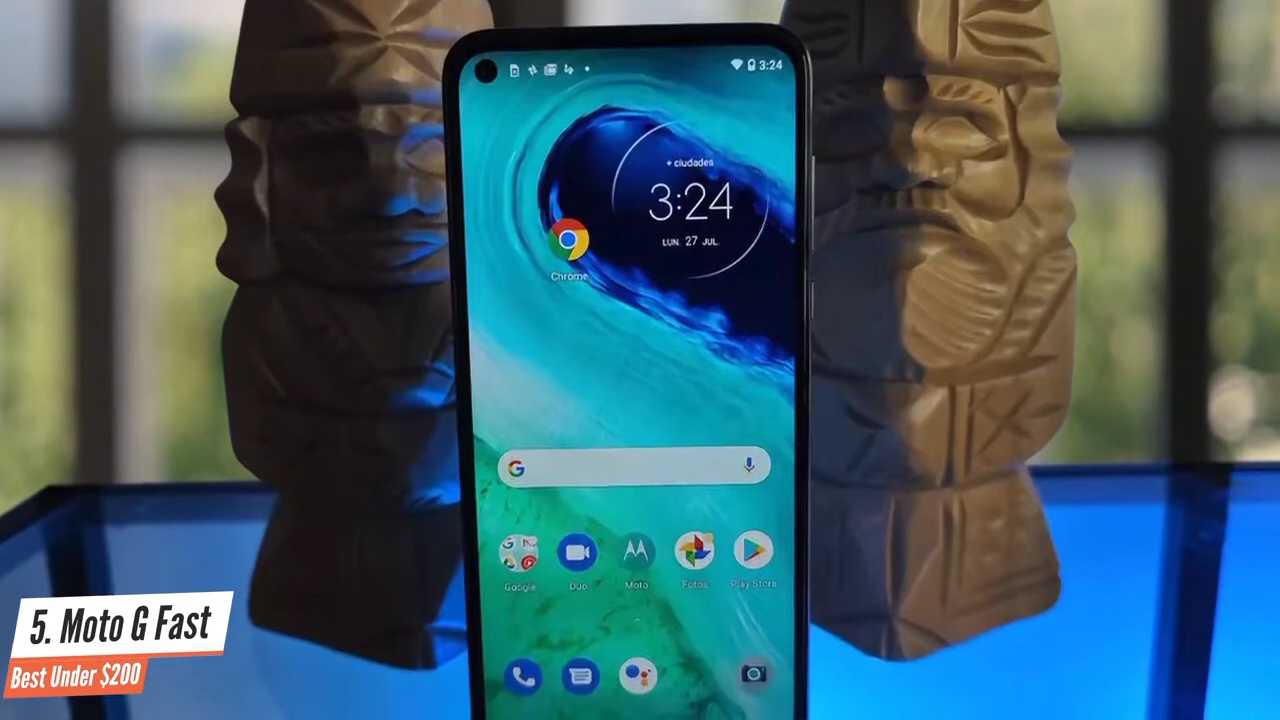 3:24
+ ciudades
3:24
LUN. 27 JUL.
Chrome
G
Google
Duo
Moto
Fotos
Play Store
5. Moto G Fast
Best Under $200